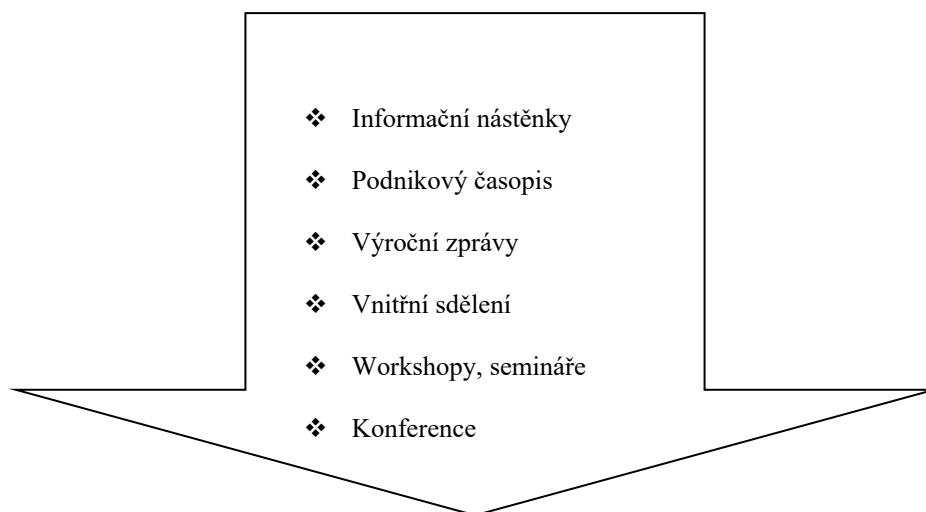 ❖ Informační nástěnky
❖ Podnikový časopis
❖ Výroční zprávy
❖ Vnitřní sdělení
❖ Workshopy, semináře
❖ Konference